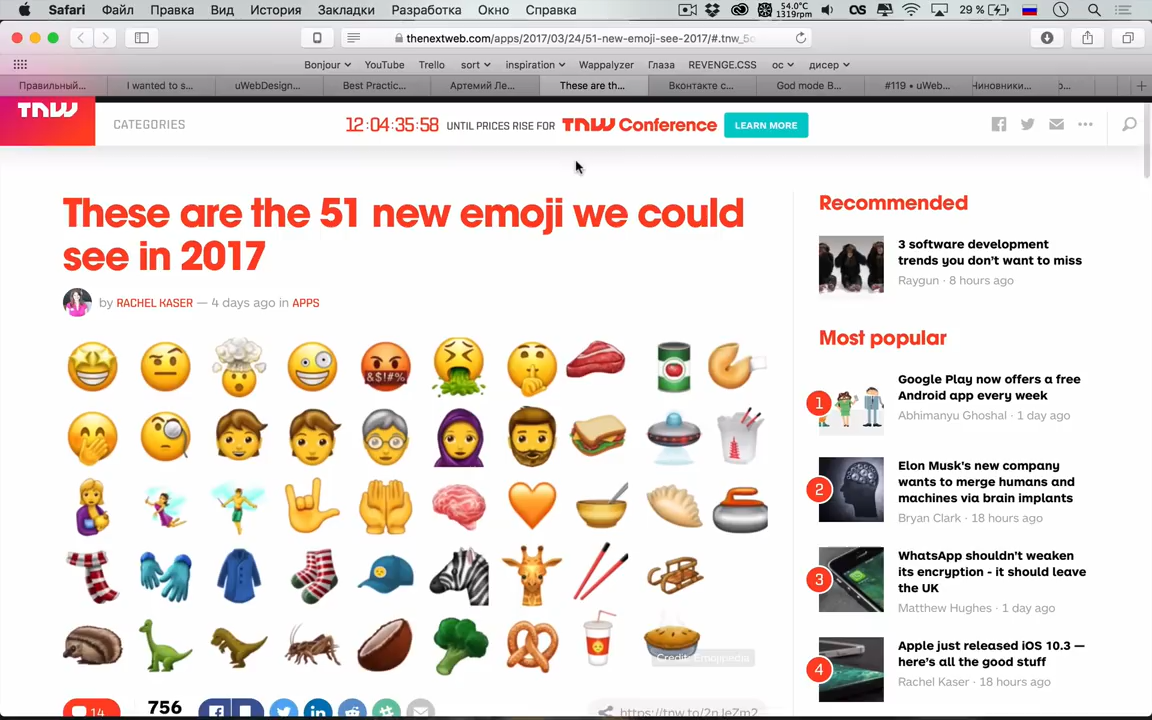 Safari Файл Правка Вид История Закладки Разработка Окно Справка 54.0°C 1319rpm 29 %
thenextweb.com/apps/2017/03/24/51-new-emoji-see-2017/#.tnw_5
Bonjour YouTube Trello sort inspiration Wappalyzer Глаза REVENGE.CSS ос дисер
Правильный... I wanted to s... uWebDesign... Best Practic... Артемий Ле... These are th... Вконтакте с... God mode В... #119 • uWeb... Чиновники...
TNW CATEGORIES 12:04:35:58 UNTIL PRICES RISE FOR TNW Conference LEARN MORE
These are the 51 new emoji we could
see in 2017
by RACHEL KASER — 4 days ago in APPS
&$!#%
Credit: Emojipedia
14 756 https://tnw.to/2nJeZm2
Recommended
3 software development
trends you don't want to miss
Raygun · 8 hours ago
Most popular
1
Google Play now offers a free
Android app every week
Abhimanyu Ghoshal · 1 day ago
2
Elon Musk's new company
wants to merge humans and
machines via brain implants
Bryan Clark · 18 hours ago
3
WhatsApp shouldn't weaken
its encryption - it should leave
the UK
Matthew Hughes · 1 day ago
4
Apple just released iOS 10.3 —
here's all the good stuff
Rachel Kaser · 18 hours ago